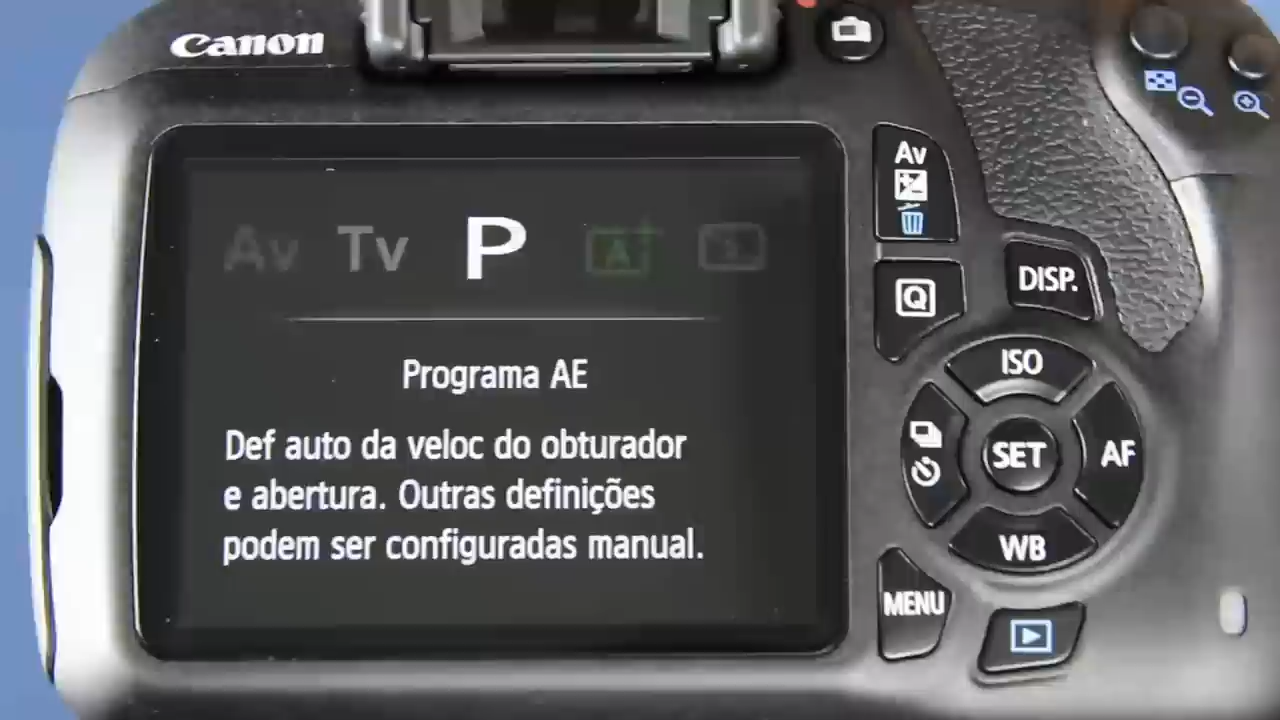 Canon
Av
Av Tv P A+
DISP.
Q
ISO
Programa AE
Def auto da veloc do obturador
e abertura. Outras definições
podem ser configuradas manual.
SET
AF
WB
MENU